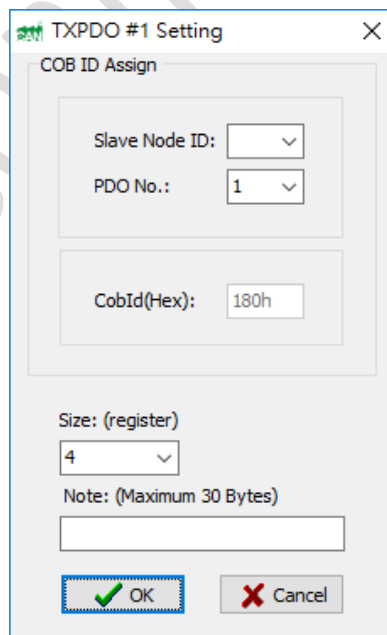 CAN TXPDO #1 Setting
COB ID Assign
Slave Node ID:
PDO No.: 1
CobId(Hex): 180h
Size: (register)
4
Note: (Maximum 30 Bytes)
OK Cancel